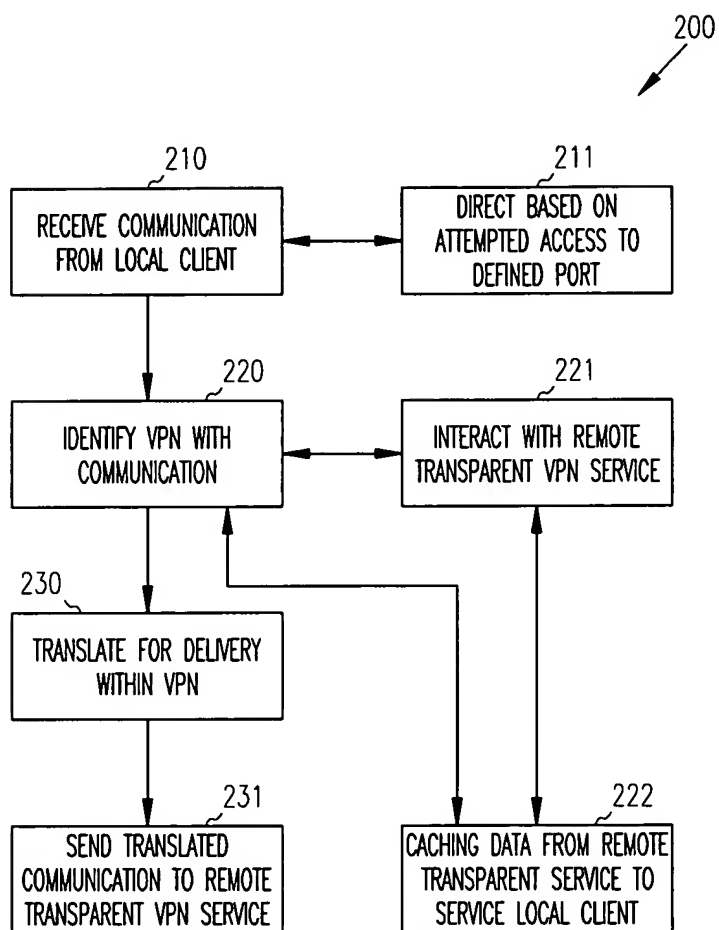 200
210
RECEIVE COMMUNICATION
FROM LOCAL CLIENT
211
DIRECT BASED ON
ATTEMPTED ACCESS TO
DEFINED PORT
220
IDENTIFY VPN WITH
COMMUNICATION
221
INTERACT WITH REMOTE
TRANSPARENT VPN SERVICE
230
TRANSLATE FOR DELIVERY
WITHIN VPN
231
SEND TRANSLATED
COMMUNICATION TO REMOTE
TRANSPARENT VPN SERVICE
222
CACHING DATA FROM REMOTE
TRANSPARENT SERVICE TO
SERVICE LOCAL CLIENT